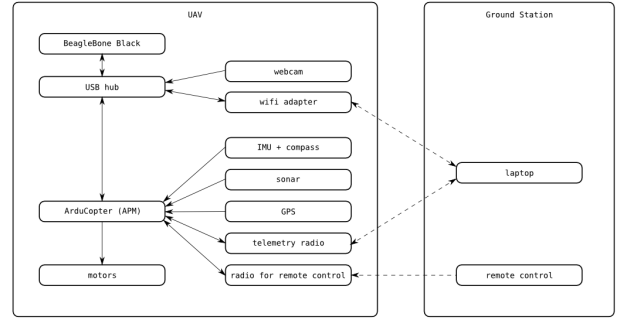 UAV
Ground Station
BeagleBone Black
webcam
USB hub
wifi adapter
IMU + compass
laptop
sonar
ArduCopter (APM)
GPS
telemetry radio
motors
radio for remote control
remote control